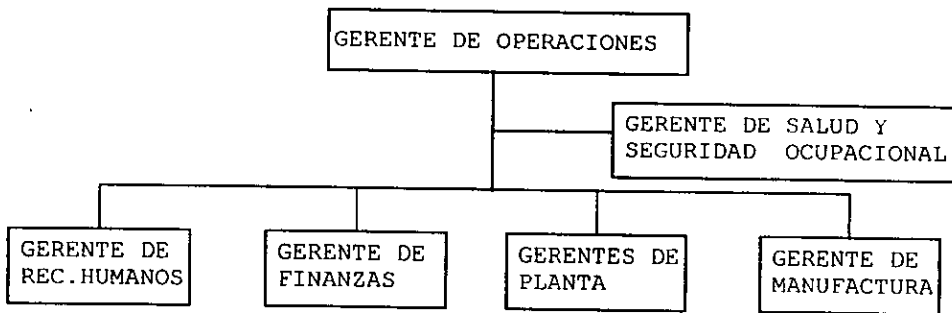 GERENTE DE OPERACIONES
GERENTE DE SALUD Y
SEGURIDAD OCUPACIONAL
GERENTE DE
REC.HUMANOS
GERENTE DE
FINANZAS
GERENTES DE
PLANTA
GERENTE DE
MANUFACTURA